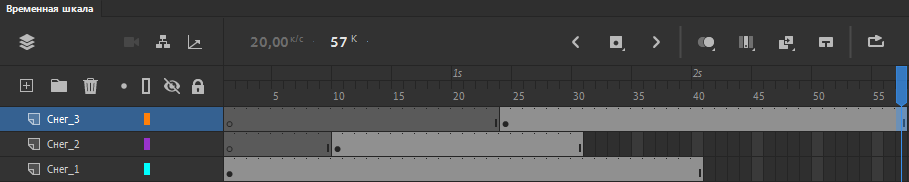 Временная шкала
20,00 к/с 57 К
1s 2s
5 10 15 20 25 30 35 40 45 50 55
Снег_3
Снег_2
Снег_1